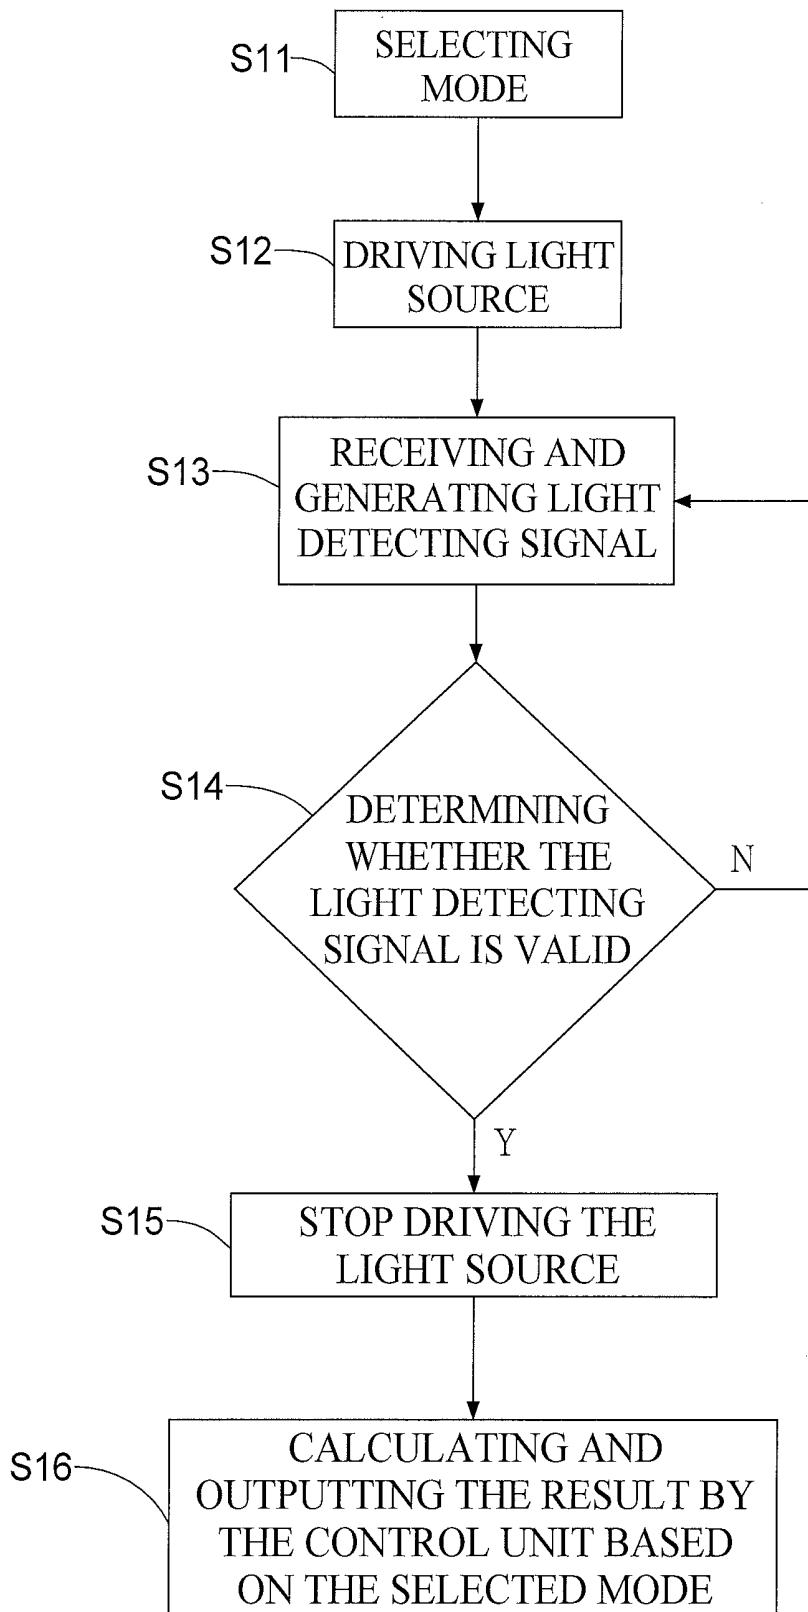 S11
SELECTING
MODE
S12
DRIVING LIGHT
SOURCE
S13
RECEIVING AND
GENERATING LIGHT
DETECTING SIGNAL
S14
DETERMINING
WHETHER THE
LIGHT DETECTING
SIGNAL IS VALID
N
Y
S15
STOP DRIVING THE
LIGHT SOURCE
S16
CALCULATING AND
OUTPUTTING THE RESULT BY
THE CONTROL UNIT BASED
ON THE SELECTED MODE